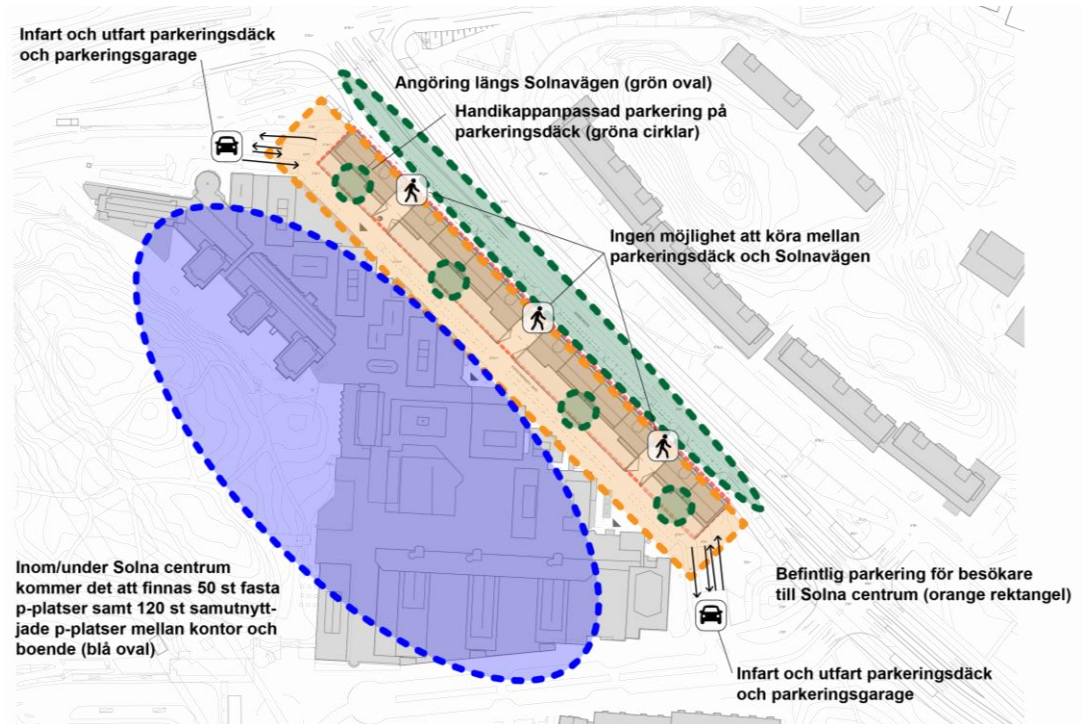 Infart och utfart parkeringsdäck
och parkeringsgarage
Angöring längs Solnavägen (grön oval)
Handikappanpassad parkering på
parkeringsdäck (gröna cirklar)
Ingen möjlighet att köra mellan
parkeringsdäck och Solnavägen
Inom/under Solna centrum
kommer det att finnas 50 st fasta
p-platser samt 120 st samutnytt-
jade p-platser mellan kontor och
boende (blå oval)
Befintlig parkering för besökare
till Solna centrum (orange rektangel)
Infart och utfart parkeringsdäck
och parkeringsgarage